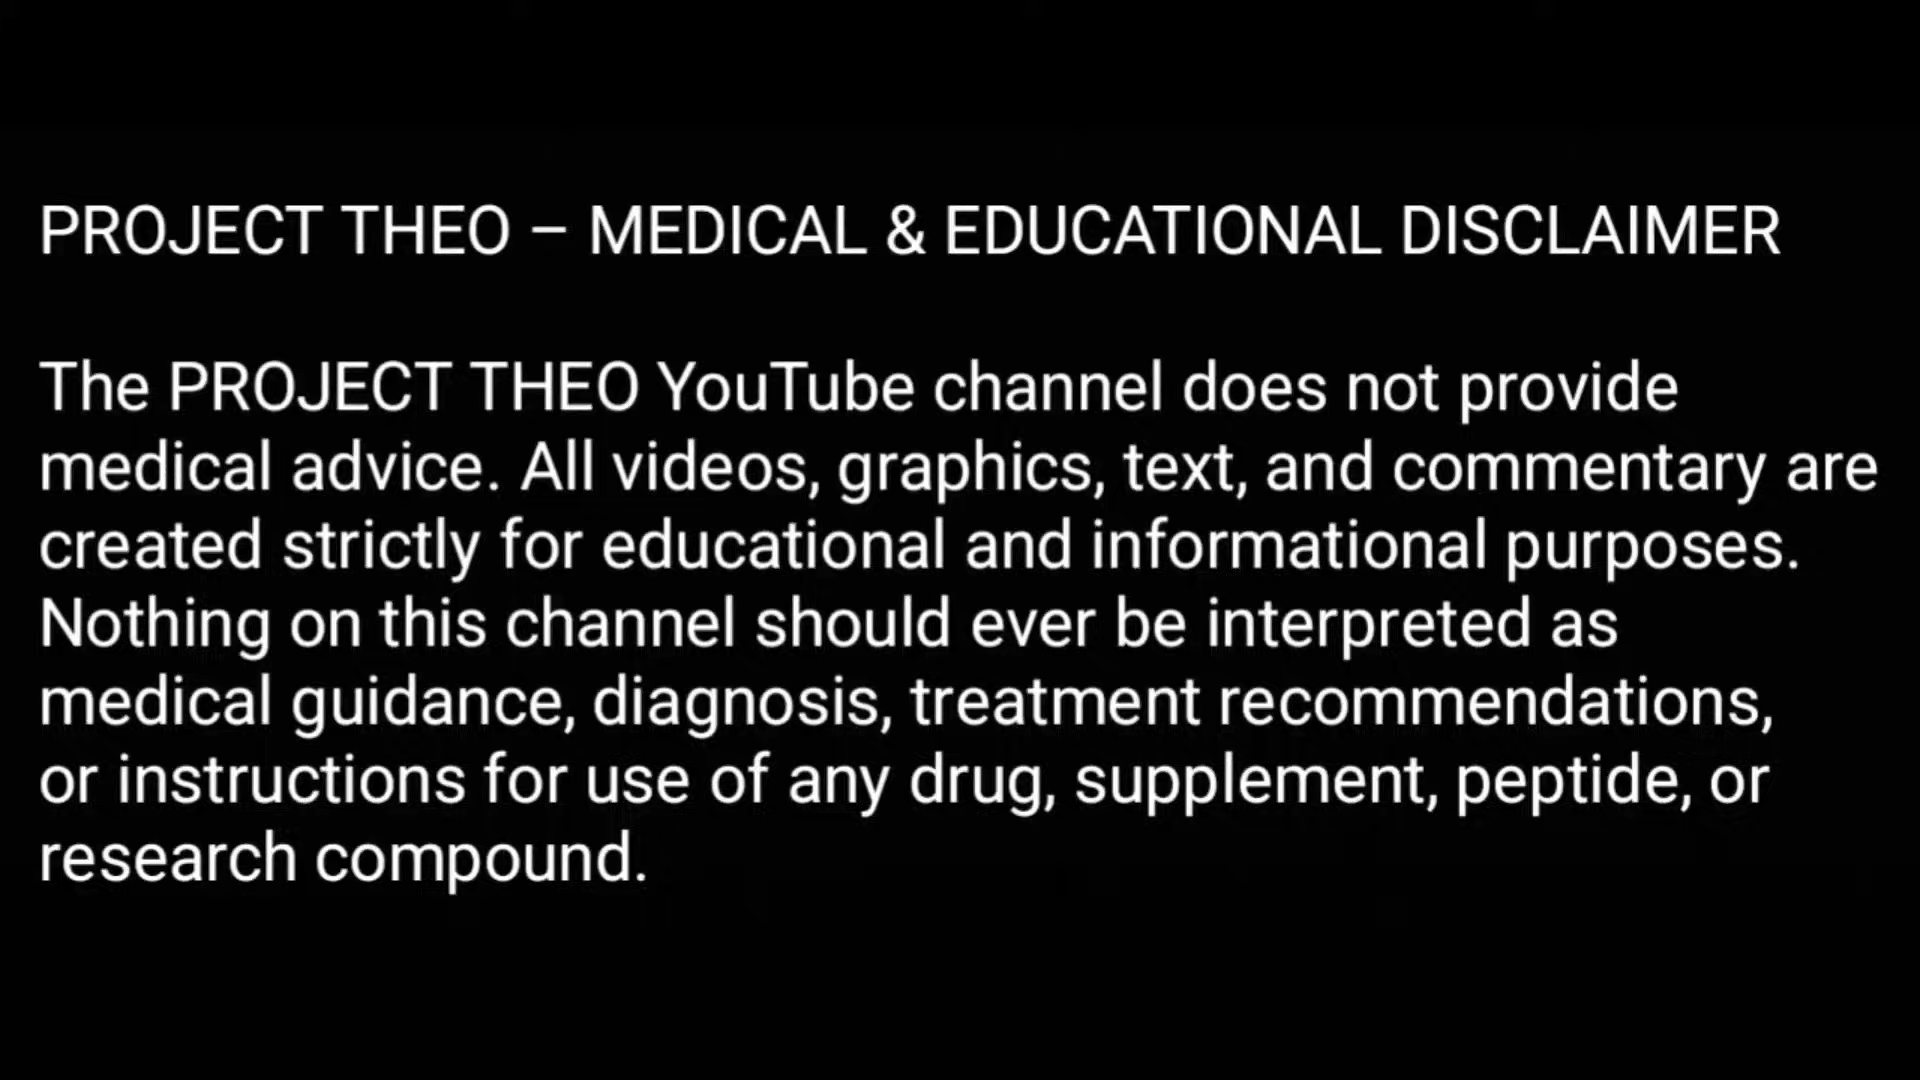 PROJECT THEO – MEDICAL & EDUCATIONAL DISCLAIMER
The PROJECT THEO YouTube channel does not provide
medical advice. All videos, graphics, text, and commentary are
created strictly for educational and informational purposes.
Nothing on this channel should ever be interpreted as
medical guidance, diagnosis, treatment recommendations,
or instructions for use of any drug, supplement, peptide, or
research compound.